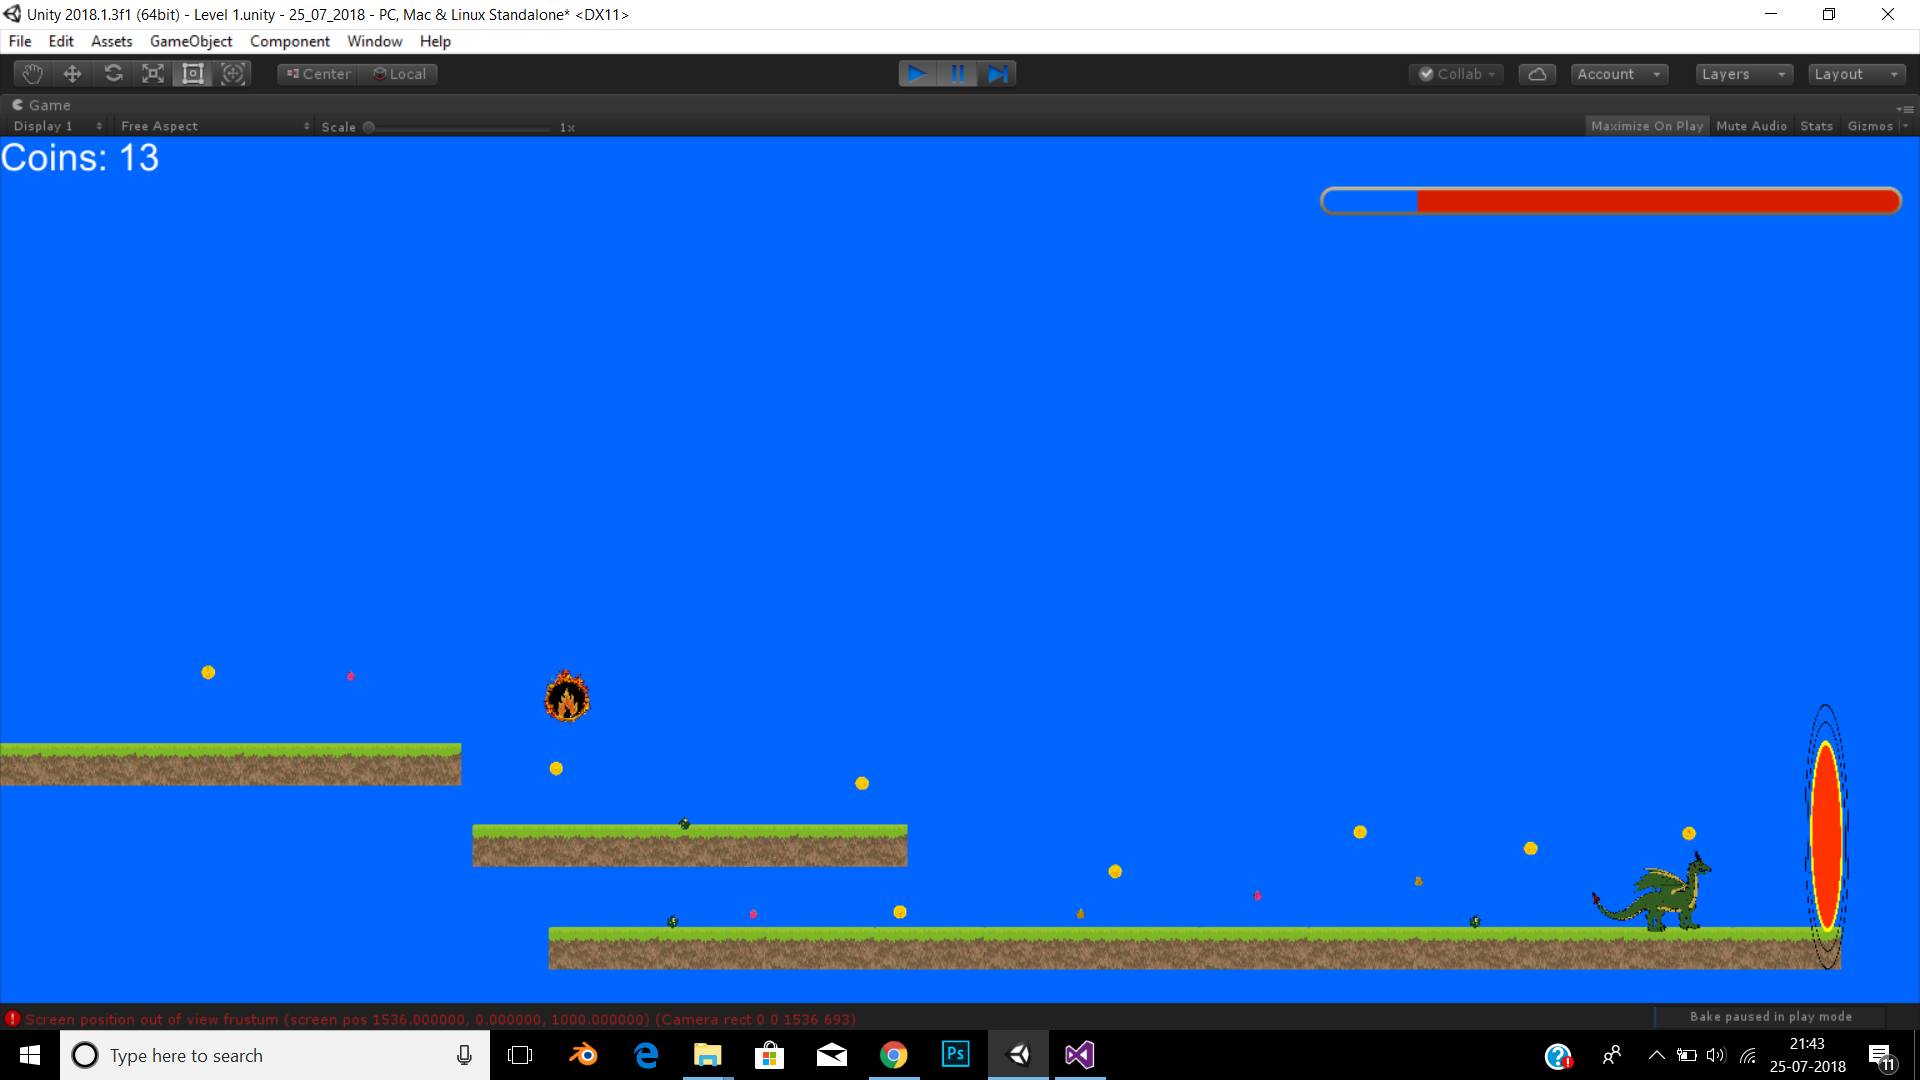 Unity 2018.1.3f1 (64bit) - Level 1.unity - 25_07_2018 - PC, Mac & Linux Standalone* <DX11>
File Edit Assets GameObject Component Window Help
Center Local Collab Account Layers Layout
Game
Display 1 Free Aspect Scale 1x Maximize On Play Mute Audio Stats Gizmos
Coins: 13
Screen position out of view frustum (screen pos 1536.000000, 0.000000, 1000.000000) (Camera rect 0 0 1536 693)
Bake paused in play mode
Type here to search
Ps
21:43
25-07-2018
11